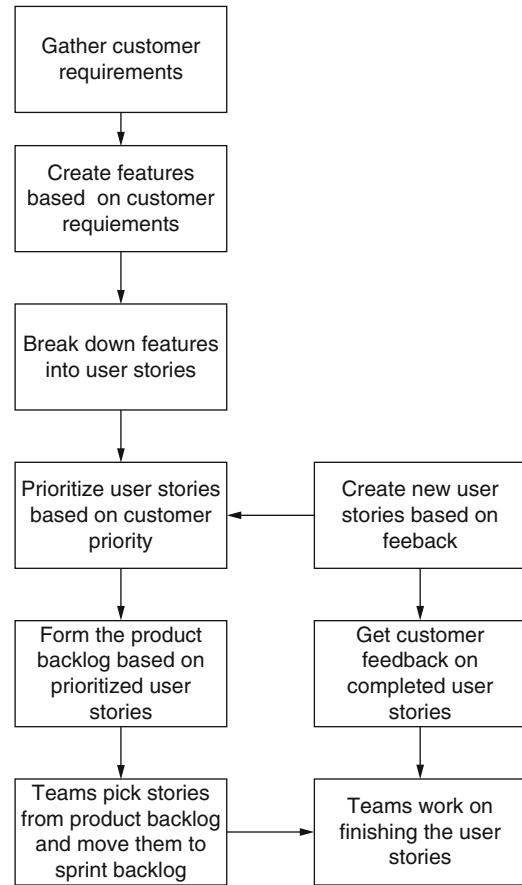 Gather customer
requirements
Create features
based on customer
requiements
Break down features
into user stories
Prioritize user stories
based on customer
priority
Create new user
stories based on
feeback
Form the product
backlog based on
prioritized user
stories
Get customer
feedback on
completed user
stories
Teams pick stories
from product backlog
and move them to
sprint backlog
Teams work on
finishing the user
stories